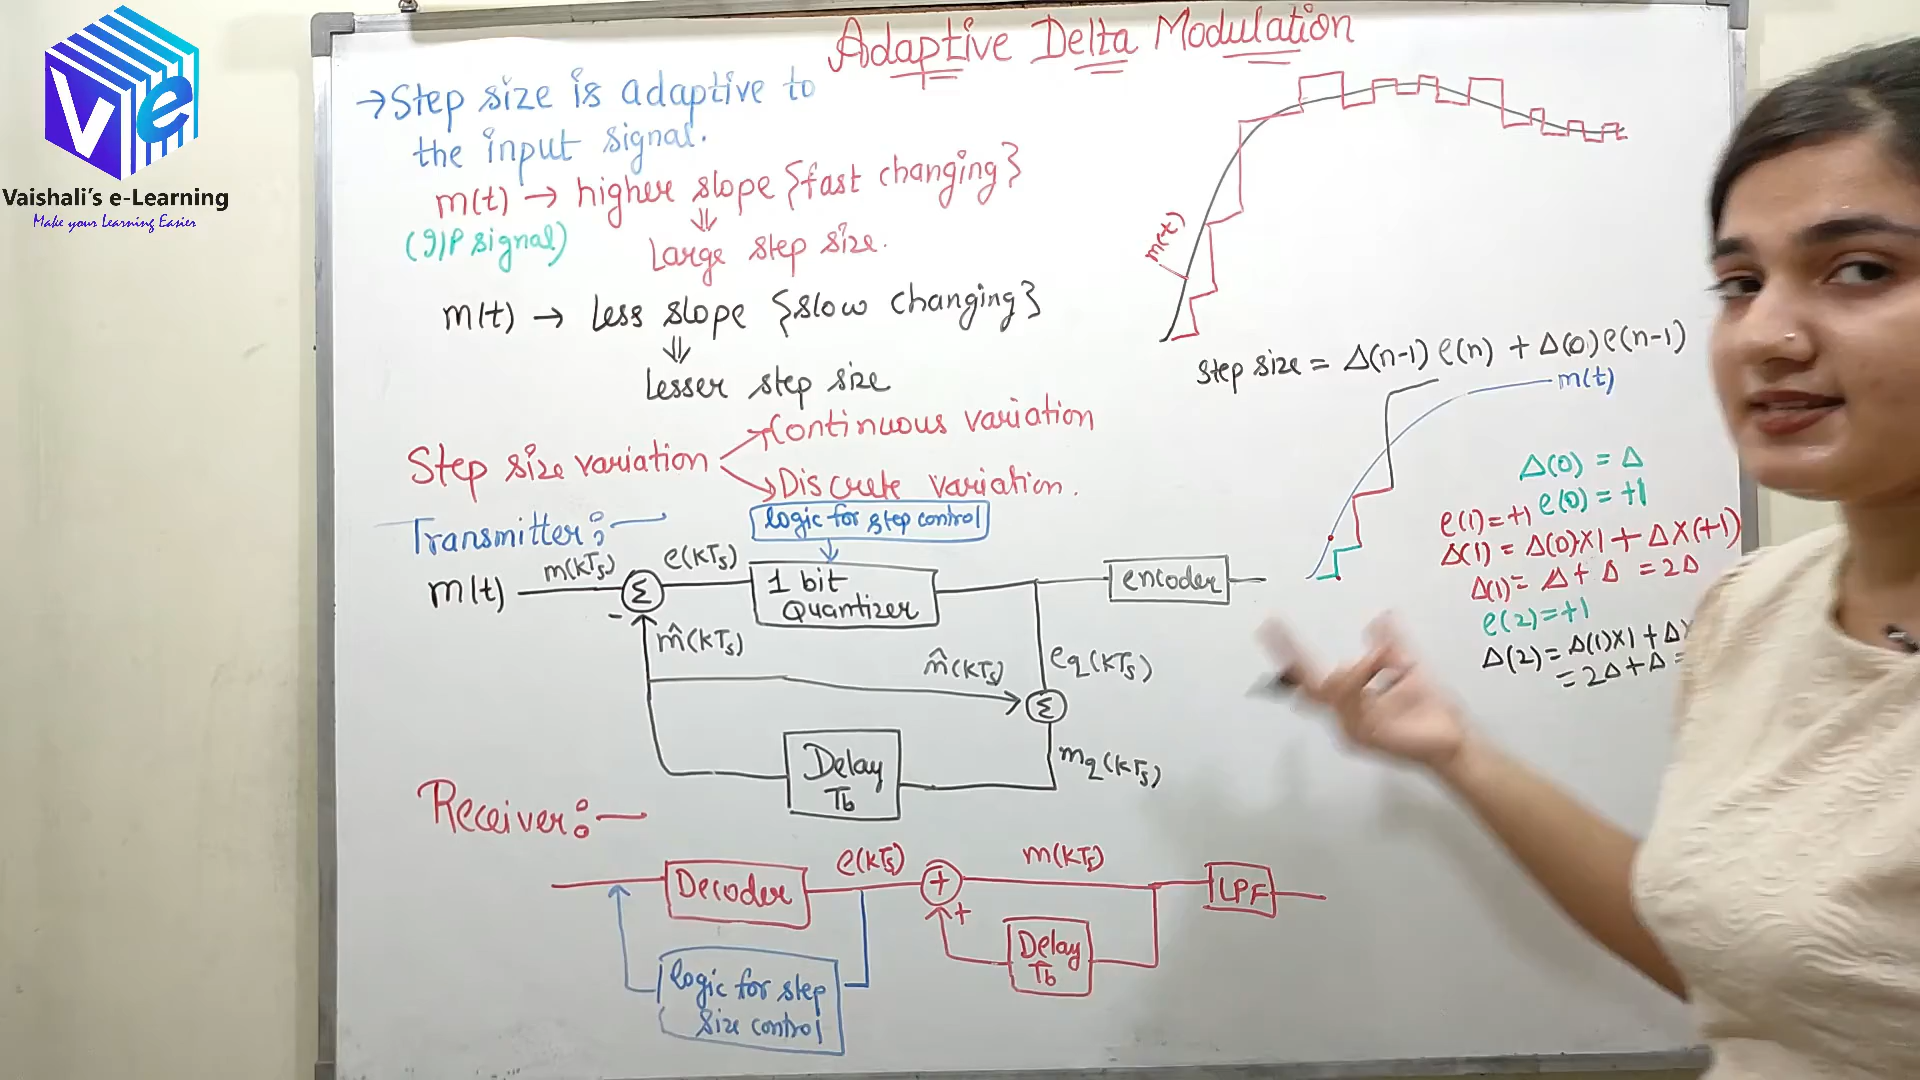 Ve
Vaishali's e-Learning
Make your Learning Easier
Adaptive Delta Modulation
→ Step size is adaptive to
the input signal.
m(t) → higher slope {fast changing}
(I/P signal)
⇓
Large step size.
m(t) → Less slope {slow changing}
⇓
Lesser step size
Step size variation
Continuous variation
Discrete variation.
Transmitter:-
logic for step control
m(t)
m(kTs)
Σ
-
e(kTs)
1 bit
Quantizer
encoder
m̂(kTs)
m̂(kTs)
eq(kTs)
Σ
mq(kTs)
Delay
Tb
Receiver:-
Decoder
e(kTs)
+
+
m(kTs)
Delay
Tb
LPF
logic for step
size control
m(t)
Step size = Δ(n-1) e(n) + Δ(0) e(n-1)
m(t)
Δ(0) = Δ
e(0) = +1
e(1) = +1
Δ(1) = Δ(0)×1 + Δ×(+1)
Δ(1) = Δ + Δ = 2Δ
e(2) = +1
Δ(2) = Δ(1)×1 + Δ×
= 2Δ + Δ =